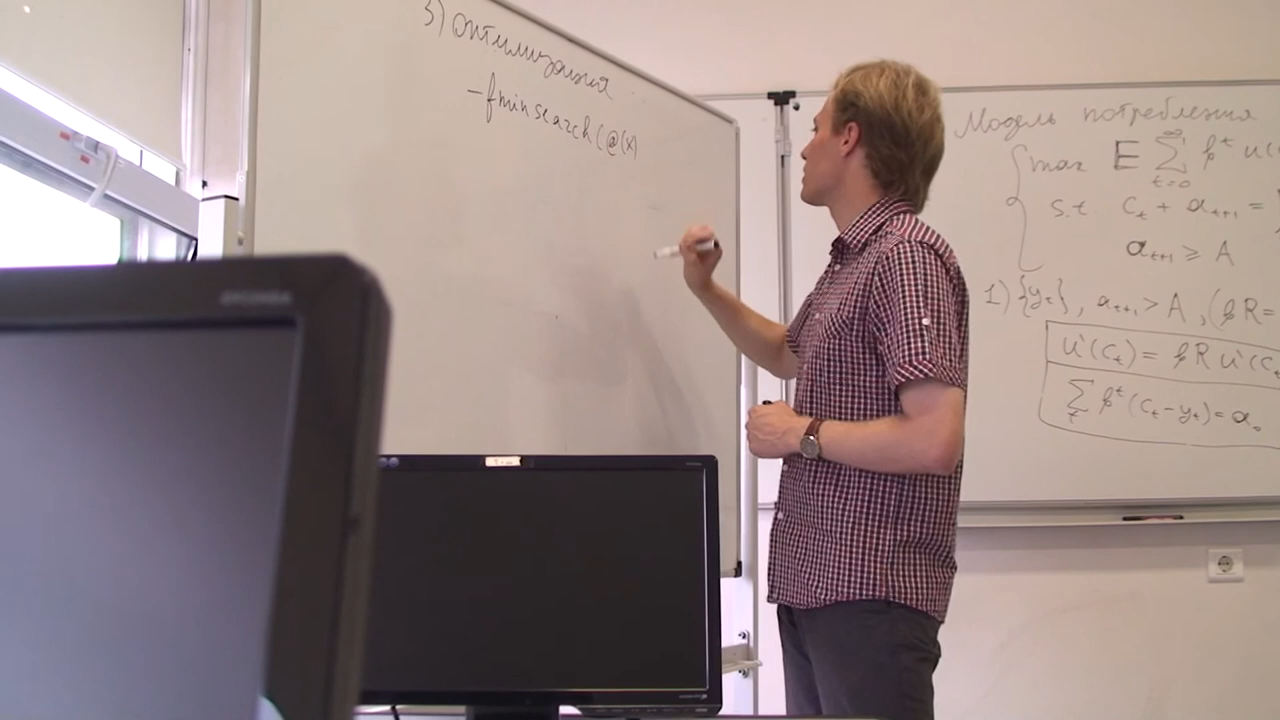 3) Оптимизация
- fminsearch(@(x)
Модель потребления
max E ∑ β^t u(
t=0
∞
s.t. c_t + a_{t+1} =
a_{t+1} ≥ A
1) {y_t}, a_{t+1} > A, (βR=
u'(c_t) = βR u'(c_t
∑ β^t (c_t - y_t) = a_0
t